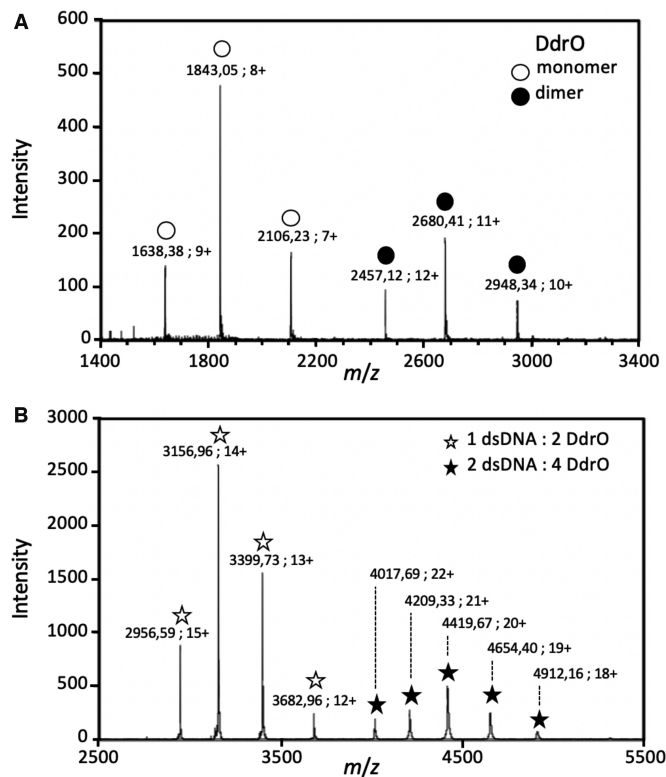 A
600
500
400
300
200
100
0
Intensity
DdrO
monomer
dimer
1843,05 ; 8+
1638,38 ; 9+
2106,23 ; 7+
2680,41 ; 11+
2457,12 ; 12+
2948,34 ; 10+
1400 1800 2200 2600 3000 3400
m/z
B
3000
2500
2000
1500
1000
500
0
Intensity
1 dsDNA : 2 DdrO
2 dsDNA : 4 DdrO
3156,96 ; 14+
3399,73 ; 13+
2956,59 ; 15+
3682,96 ; 12+
4017,69 ; 22+
4209,33 ; 21+
4419,67 ; 20+
4654,40 ; 19+
4912,16 ; 18+
2500 3500 4500 5500
m/z